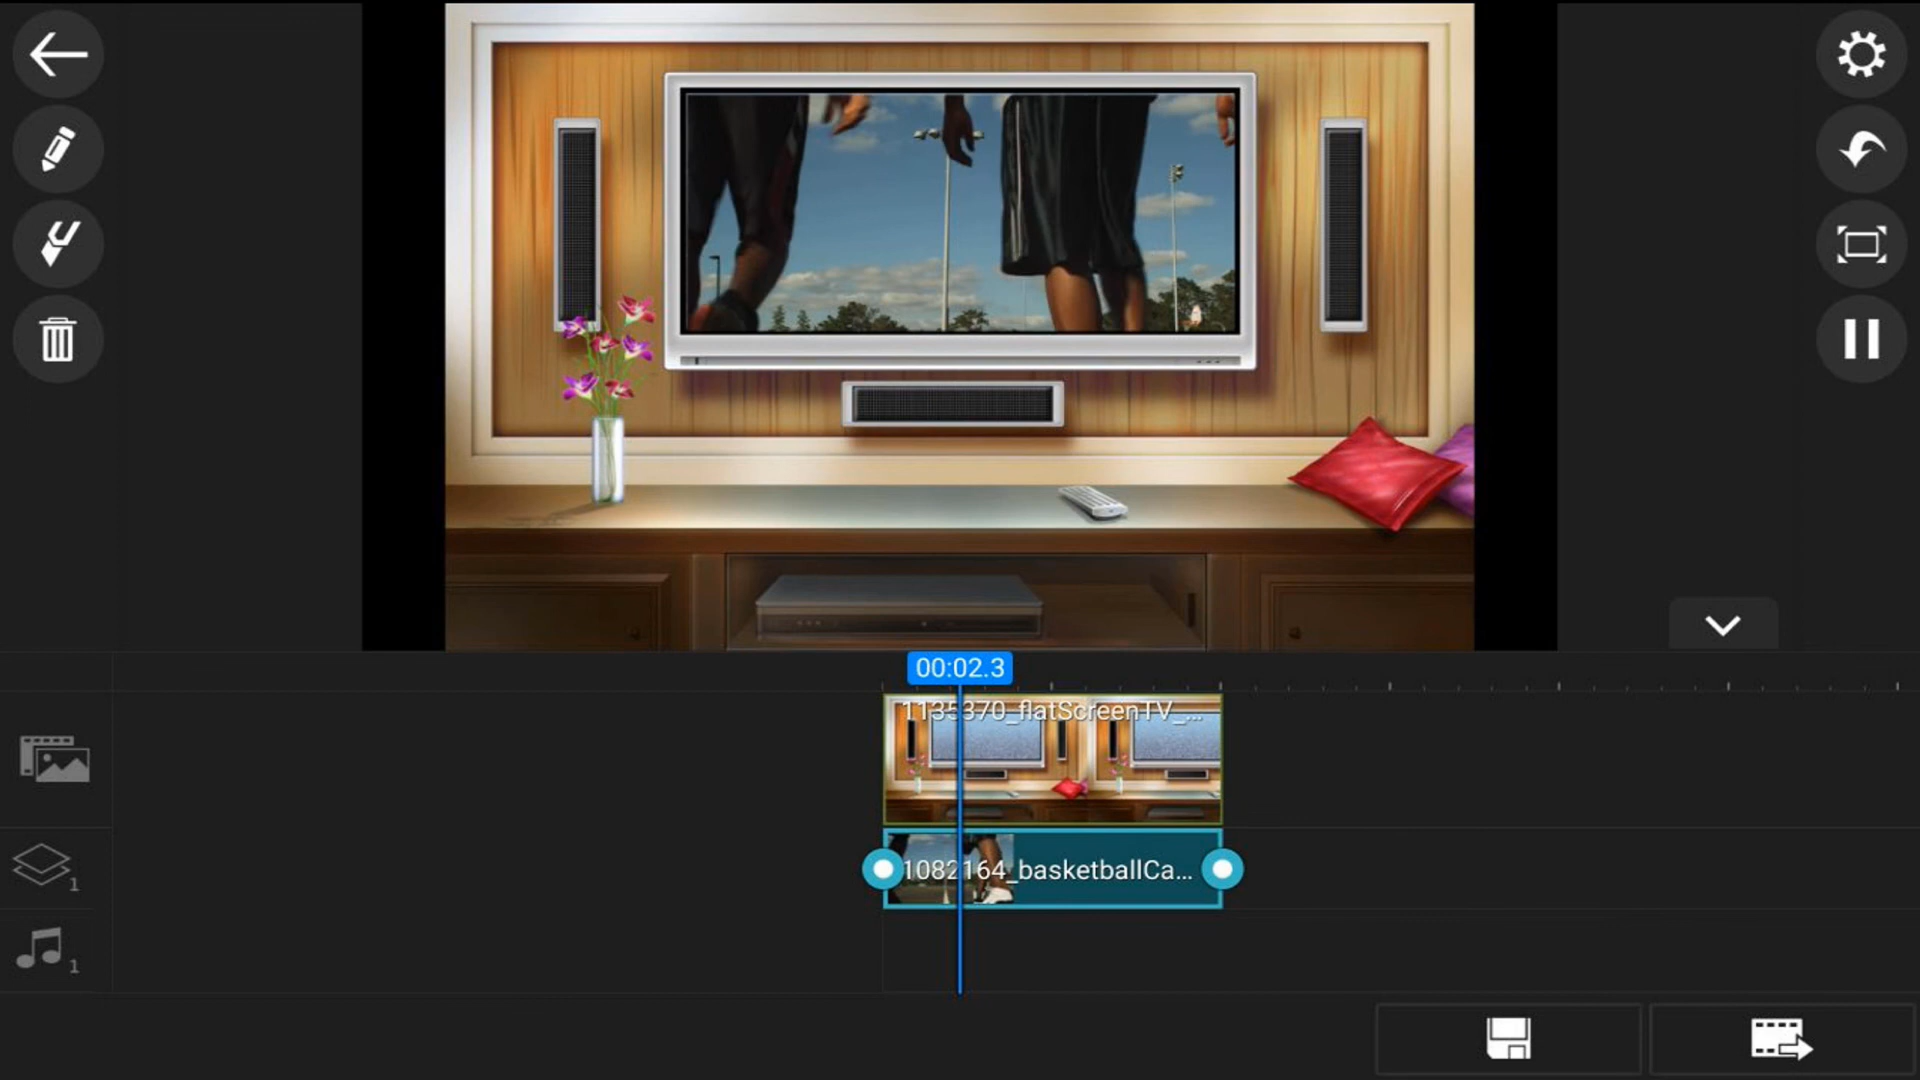 00:02.3
1135370_flatScreenTV_...
1082164_basketballCa...
1
1